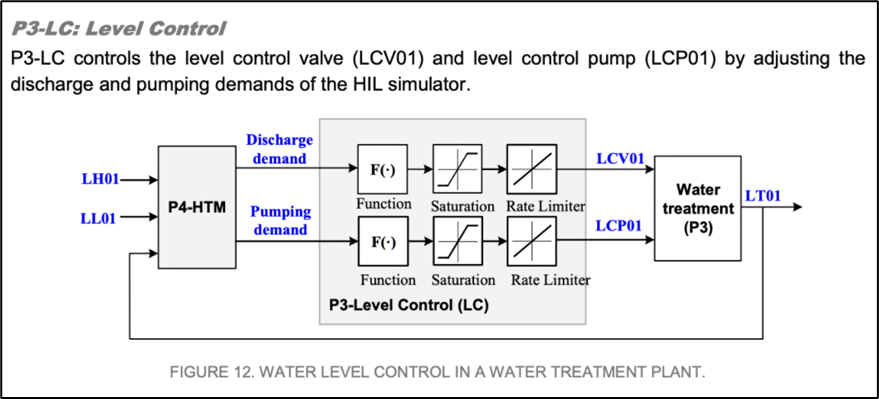 P3-LC: Level Control
P3-LC controls the level control valve (LCV01) and level control pump (LCP01) by adjusting the
discharge and pumping demands of the HIL simulator.
Discharge
demand
LH01
LL01
P4-HTM
Pumping
demand
F(·)
Function
Saturation
Rate Limiter
F(·)
Function
Saturation
Rate Limiter
P3-Level Control (LC)
LCV01
LCP01
Water
treatment
(P3)
LT01
FIGURE 12. WATER LEVEL CONTROL IN A WATER TREATMENT PLANT.